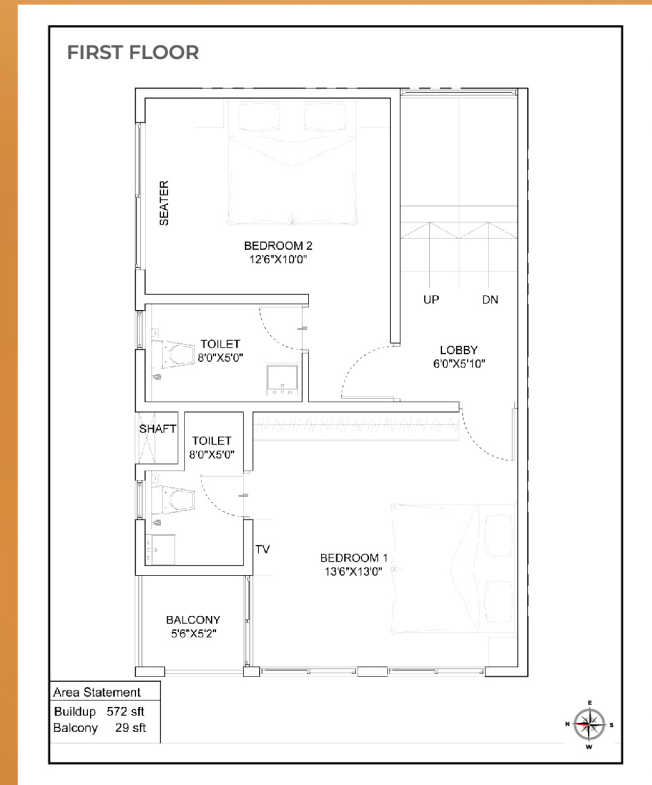 FIRST FLOOR
SEATER
BEDROOM 2
12'6"X10'0"
UP
DN
TOILET
8'0"X5'0"
LOBBY
6'0"X5'10"
SHAFT
TOILET
8'0"X5'0"
TV
BEDROOM 1
13'6"X13'0"
BALCONY
5'6"X5'2"
Area Statement
Buildup 572 sft
Balcony 29 sft
E
N
S
W